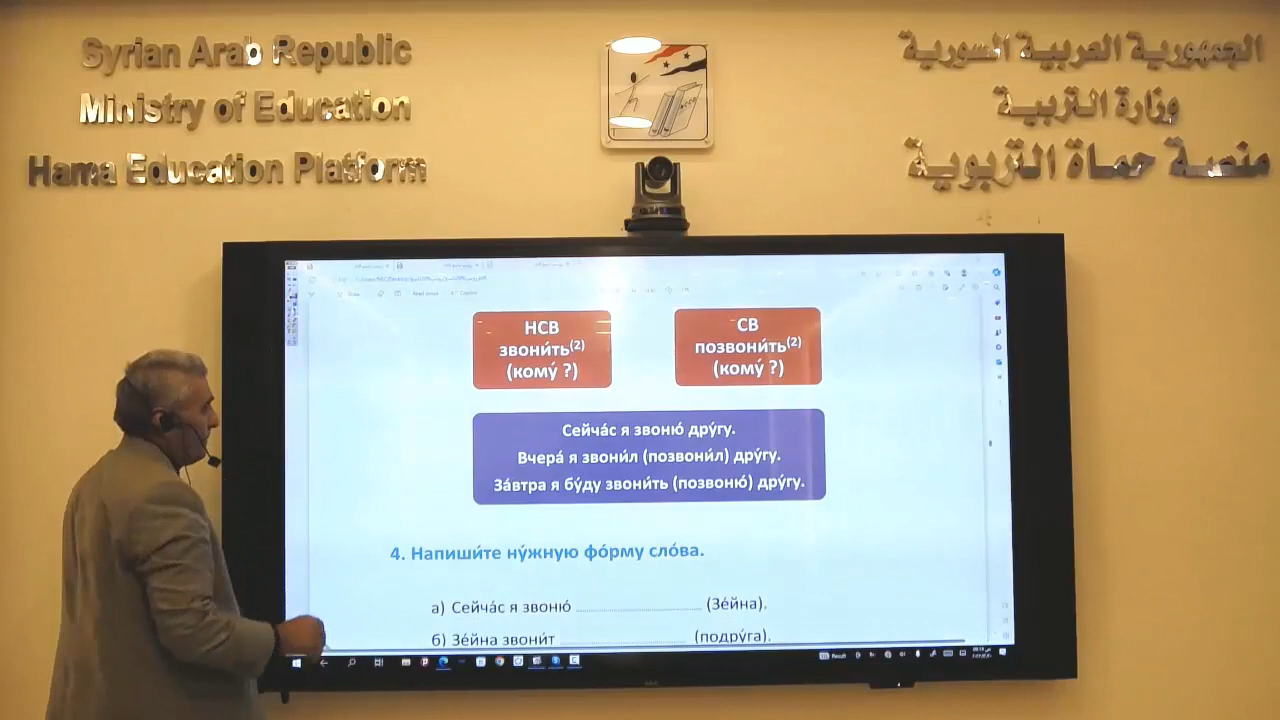 Syrian Arab Republic
Ministry of Education
Hama Education Platform
الجمهورية العربية السورية
وزارة التربية
منصة حماة التربوية
НСВ
звони́ть(2)
(кому́ ?)
СВ
позвони́ть(2)
(кому́ ?)
Сейча́с я звоню́ дру́гу.
Вчера́ я звони́л (позвони́л) дру́гу.
За́втра я бу́ду звони́ть (позвоню́) дру́гу.
4. Напиши́те ну́жную фо́рму сло́ва.
а) Сейча́с я звоню́ ........................ (Зе́йна).
б) Зе́йна звони́т ........................ (подру́га).